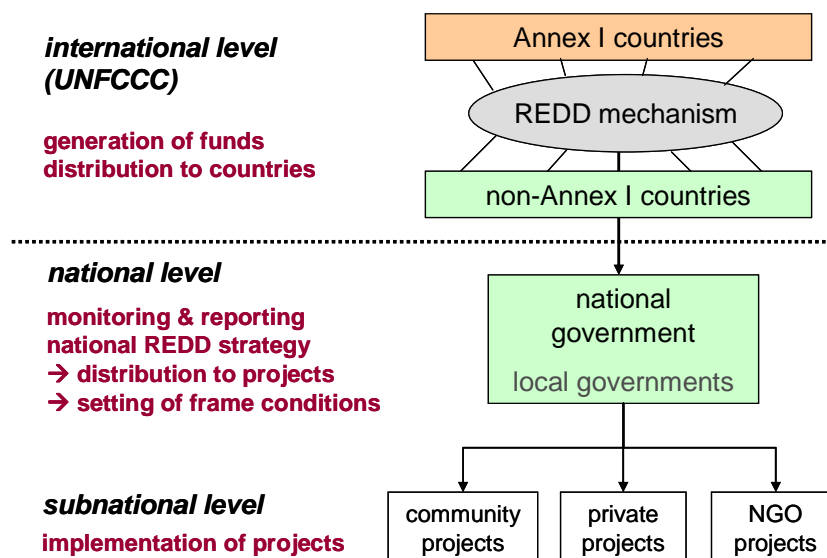 international level
(UNFCCC)
generation of funds
distribution to countries
Annex I countries
REDD mechanism
non-Annex I countries
national level
monitoring & reporting
national REDD strategy
→ distribution to projects
→ setting of frame conditions
national
government
local governments
subnational level
implementation of projects
community
projects
private
projects
NGO
projects